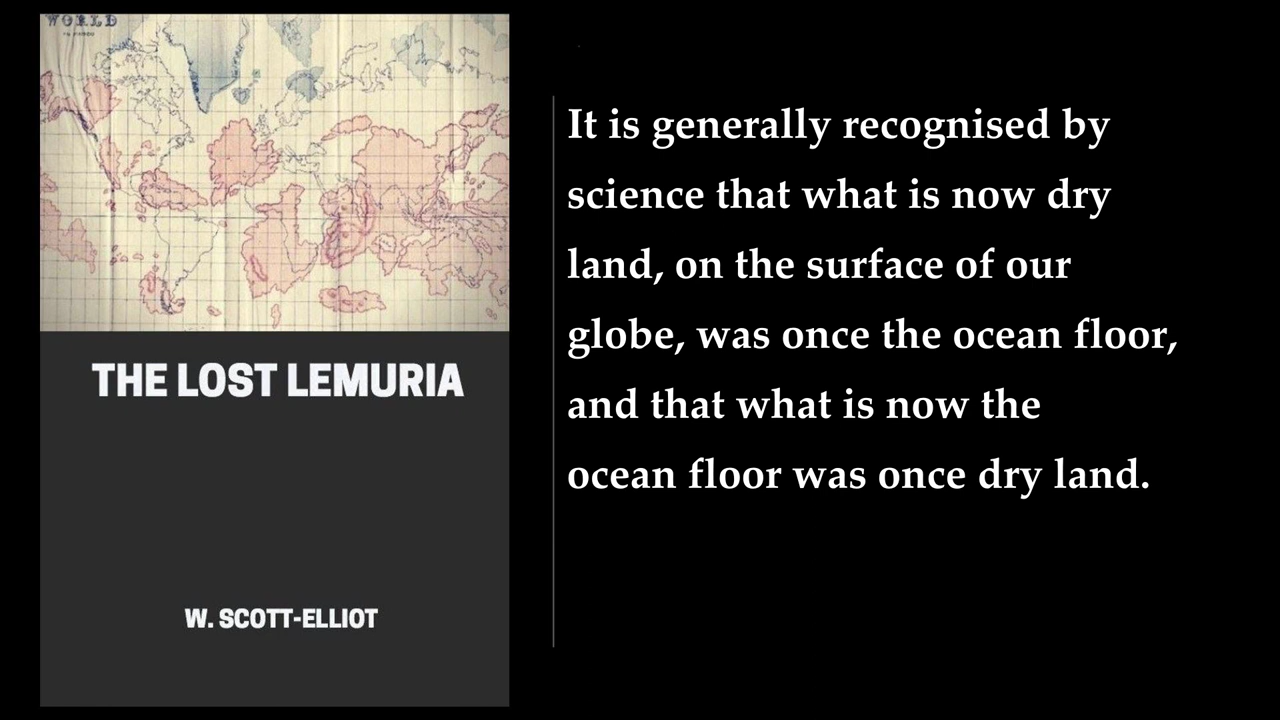 WORLD
THE LOST LEMURIA
W. SCOTT-ELLIOT
It is generally recognised by
science that what is now dry
land, on the surface of our
globe, was once the ocean floor,
and that what is now the
ocean floor was once dry land.